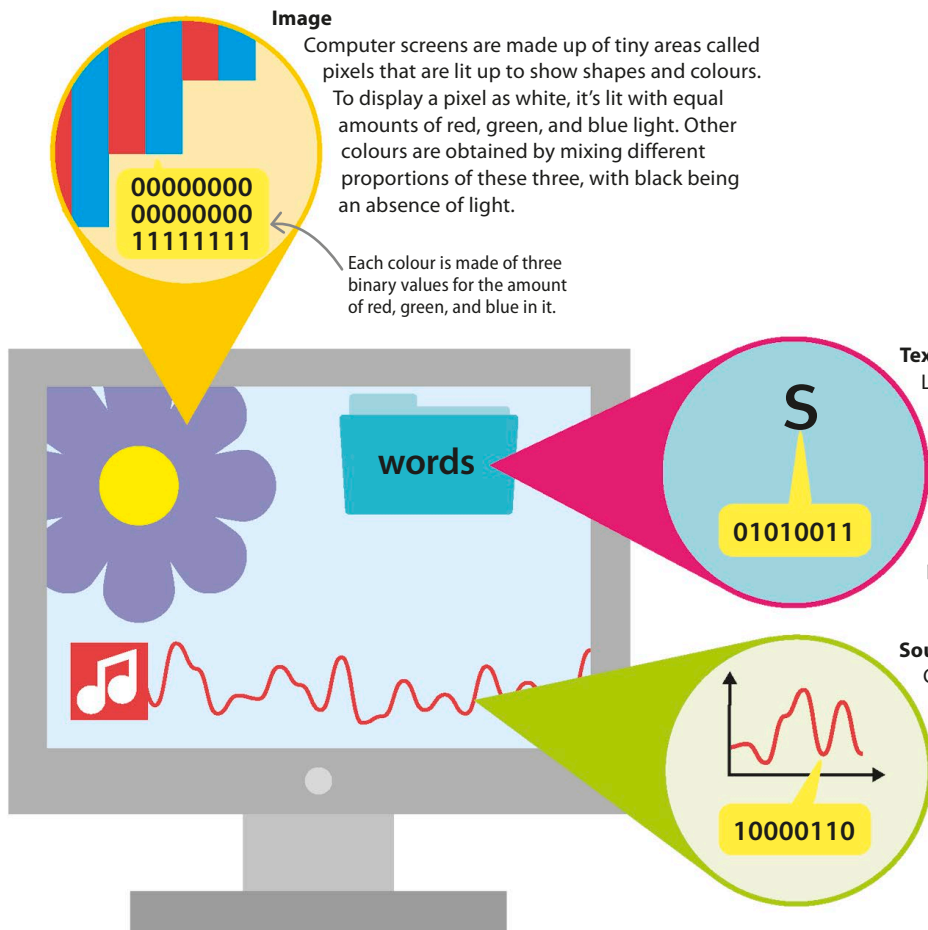 Image
Computer screens are made up of tiny areas called
pixels that are lit up to show shapes and colours.
To display a pixel as white, it’s lit with equal
amounts of red, green, and blue light. Other
colours are obtained by mixing different
proportions of these three, with black being
an absence of light.
00000000
00000000
11111111
Each colour is made of three
binary values for the amount
of red, green, and blue in it.
words
S
01010011
10000110